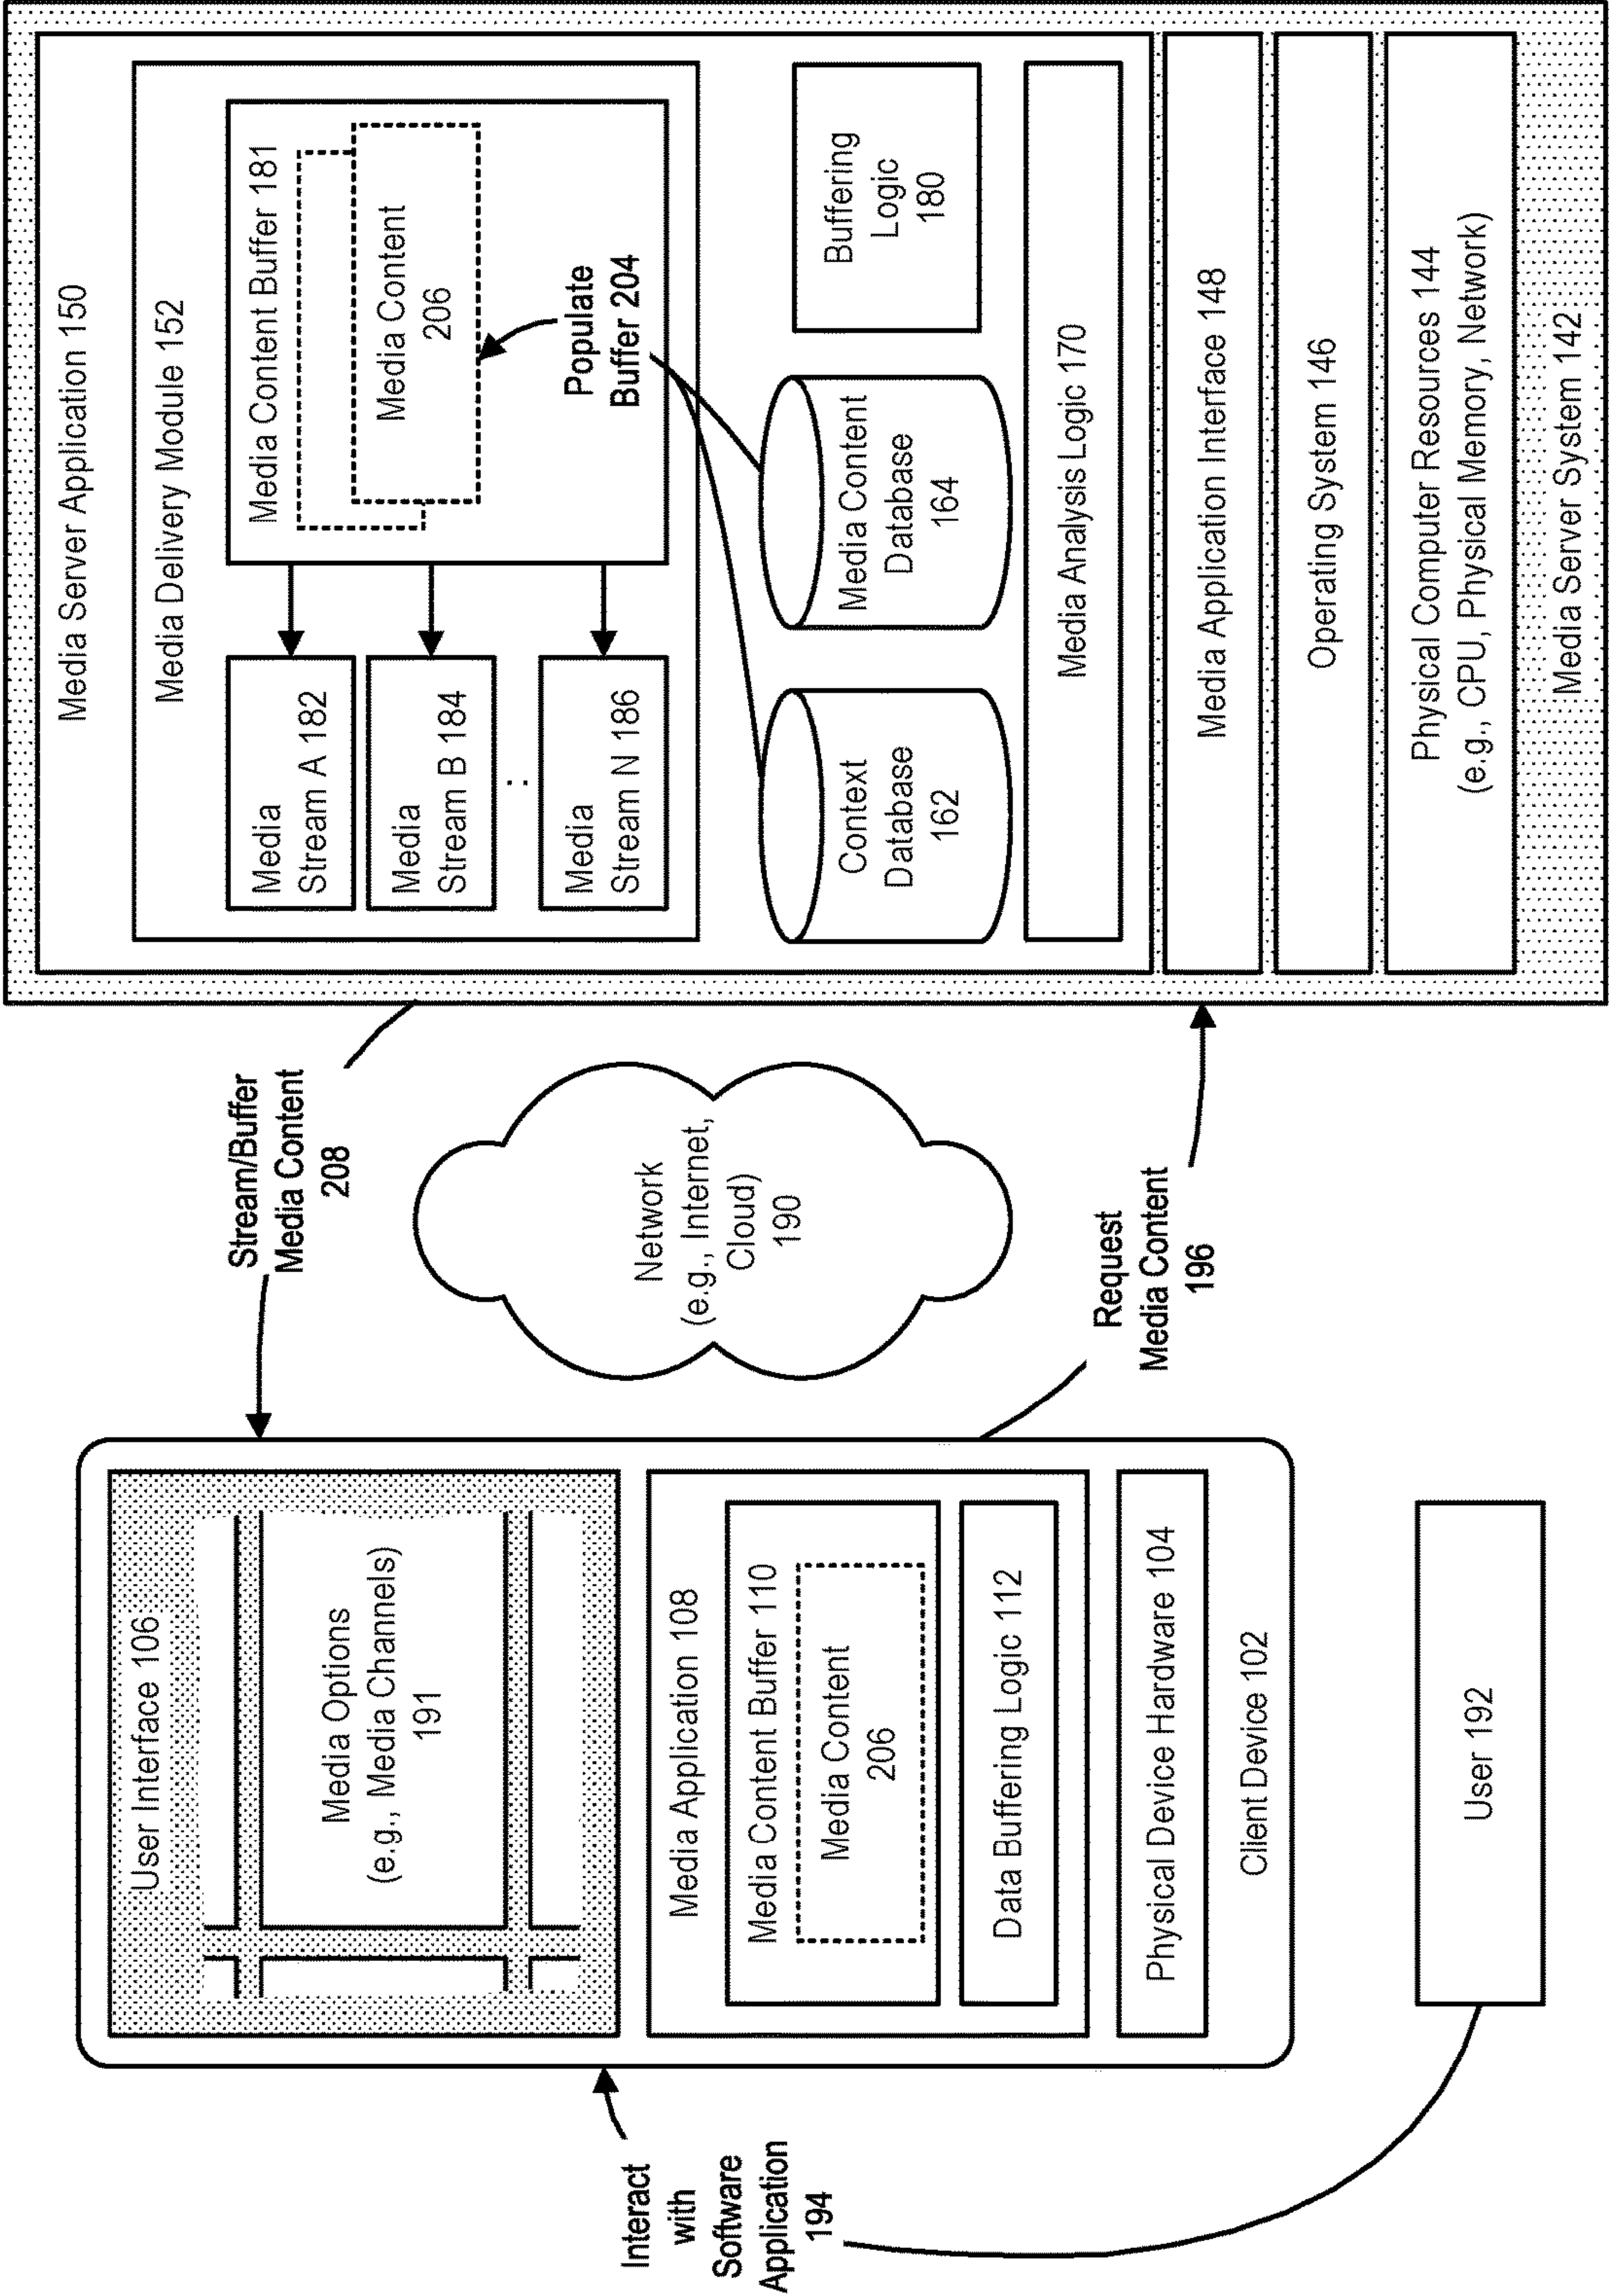 Interact
with
Software
Application
194
User Interface 106
Media Options
(e.g., Media Channels)
191
Media Application 108
Media Content Buffer 110
Media Content
206
Data Buffering Logic 112
Physical Device Hardware 104
Client Device 102
User 192
Stream/Buffer
Media Content
208
Network
(e.g., Internet,
Cloud)
190
Request
Media Content
196
Media Server Application 150
Media Delivery Module 152
Media
Stream A 182
Media
Stream B 184
..
Media
Stream N 186
Media Content Buffer 181
Media Content
206
Populate
Buffer 204
Context
Database
162
Media Content
Database
164
Buffering
Logic
180
Media Analysis Logic 170
Media Application Interface 148
Operating System 146
Physical Computer Resources 144
(e.g., CPU, Physical Memory, Network)
Media Server System 142